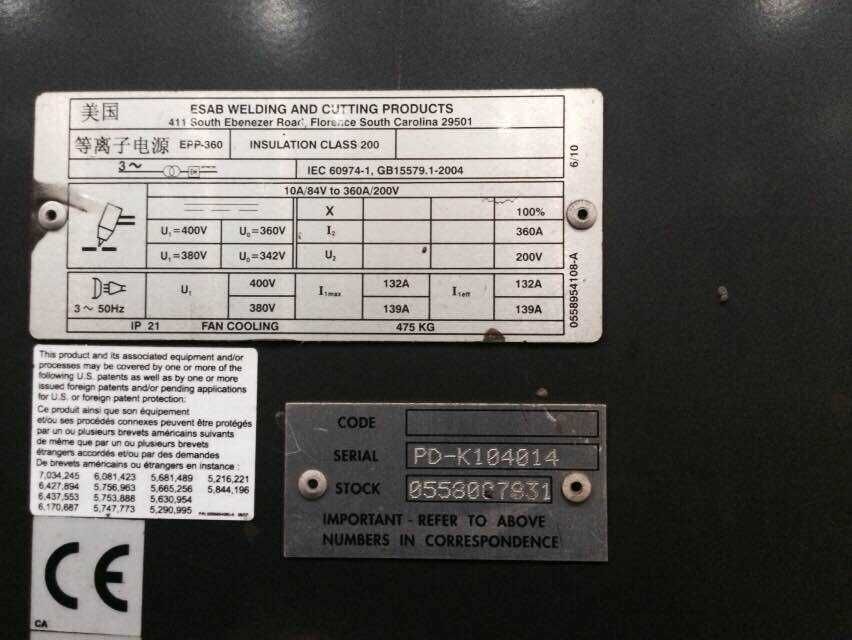 美国 ESAB WELDING AND CUTTING PRODUCTS
411 South Ebenezer Road, Florence South Carolina 29501
等离子电源 EPP-360 INSULATION CLASS 200
3～ IEC 60974-1, GB15579.1-2004
10A/84V to 360A/200V
X 100%
U₁=400V U₀=360V I₂ 360A
U₁=380V U₀=342V U₂ 200V
U₁ 400V I₁max 132A I₁eff 132A
3～ 50Hz 380V 139A 139A
IP 21 FAN COOLING 475 KG
6/10
0558954108-A
This product and its associated equipment and/or
processes may be covered by one or more of the
following U.S. patents as well as by one or more
issued foreign patents and/or pending applications
for U.S. or foreign patent protection:
Ce produit ainsi que son équipement
et/ou ses procédés connexes peuvent être protégés
par un ou plusieurs brevets américains suivants
de même que par un ou plusieurs brevets
étrangers accordés et/ou par des demandes
De brevets américains ou étrangers en instance :
7,034,245 6,081,423 5,681,489 5,216,221
6,427,894 5,756,963 5,665,256 5,844,196
6,437,553 5,753,888 5,630,954
6,170,687 5,747,773 5,290,995
CE
CA
CODE
SERIAL PD-K104014
STOCK 0558007831
IMPORTANT - REFER TO ABOVE
NUMBERS IN CORRESPONDENCE